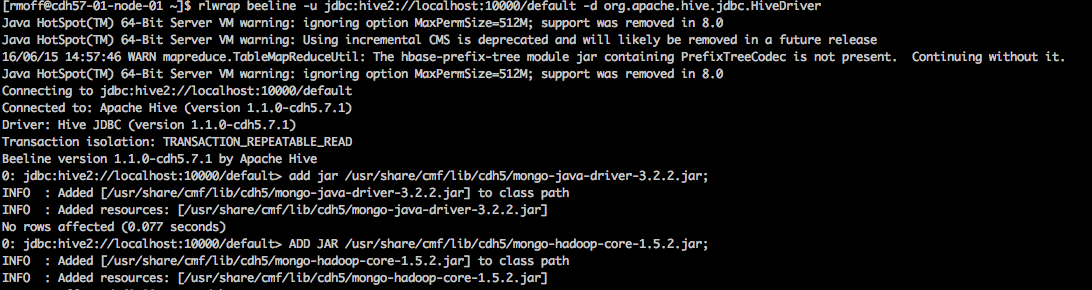 [rmoff@cdh57-01-node-01 ~]$ rlwrap beeline -u jdbc:hive2://localhost:10000/default -d org.apache.hive.jdbc.HiveDriver
Java HotSpot(TM) 64-Bit Server VM warning: ignoring option MaxPermSize=512M; support was removed in 8.0
Java HotSpot(TM) 64-Bit Server VM warning: Using incremental CMS is deprecated and will likely be removed in a future release
16/06/15 14:57:46 WARN mapreduce.TableMapReduceUtil: The hbase-prefix-tree module jar containing PrefixTreeCodec is not present.  Continuing without it.
Java HotSpot(TM) 64-Bit Server VM warning: ignoring option MaxPermSize=512M; support was removed in 8.0
Connecting to jdbc:hive2://localhost:10000/default
Connected to: Apache Hive (version 1.1.0-cdh5.7.1)
Driver: Hive JDBC (version 1.1.0-cdh5.7.1)
Transaction isolation: TRANSACTION_REPEATABLE_READ
Beeline version 1.1.0-cdh5.7.1 by Apache Hive
0: jdbc:hive2://localhost:10000/default> add jar /usr/share/cmf/lib/cdh5/mongo-java-driver-3.2.2.jar;
INFO  : Added [/usr/share/cmf/lib/cdh5/mongo-java-driver-3.2.2.jar] to class path
INFO  : Added resources: [/usr/share/cmf/lib/cdh5/mongo-java-driver-3.2.2.jar]
No rows affected (0.077 seconds)
0: jdbc:hive2://localhost:10000/default> ADD JAR /usr/share/cmf/lib/cdh5/mongo-hadoop-core-1.5.2.jar;
INFO  : Added [/usr/share/cmf/lib/cdh5/mongo-hadoop-core-1.5.2.jar] to class path
INFO  : Added resources: [/usr/share/cmf/lib/cdh5/mongo-hadoop-core-1.5.2.jar]